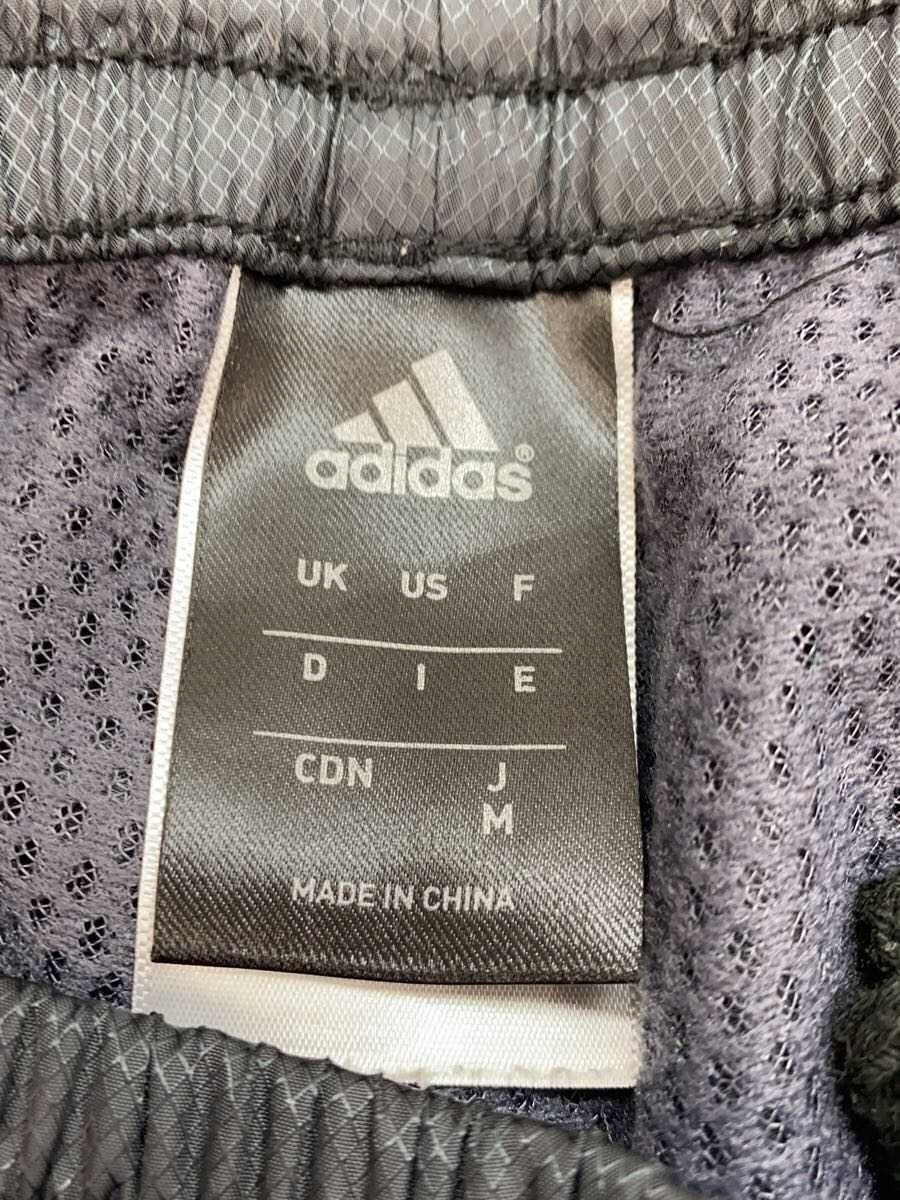 adidas®
UK US F
D I E
CDN J
M
MADE IN CHINA